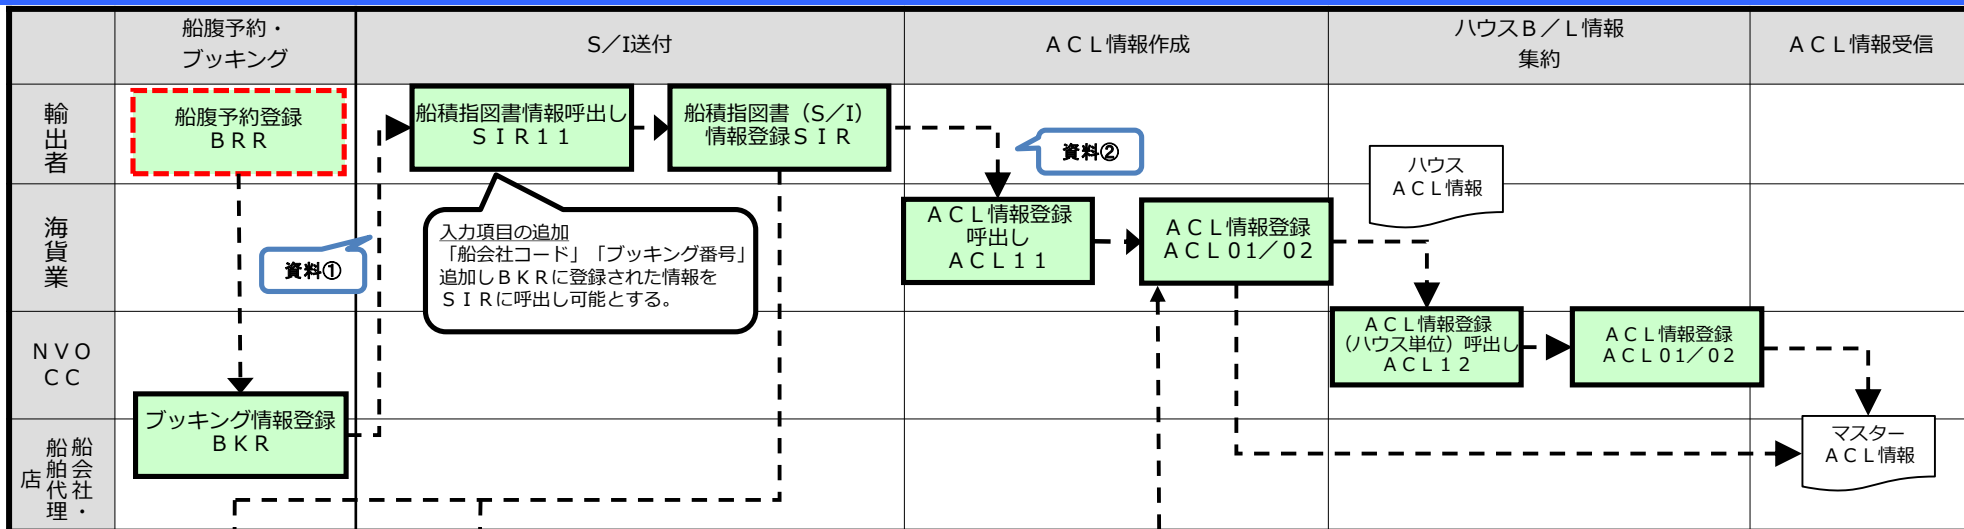 船腹予約・
ブッキング
S／I送付
ＡＣＬ情報作成
ハウスＢ／Ｌ情報
集約
ＡＣＬ情報受信
輸出者
船腹予約登録
ＢＲＲ
船積指図書情報呼出し
ＳＩＲ１１
船積指図書（S／I）
情報登録ＳＩＲ
資料②
ハウス
ＡＣＬ情報
海貨業
資料①
入力項目の追加
「船会社コード」「ブッキング番号」
追加しＢＫＲに登録された情報を
ＳＩＲに呼出し可能とする。
ＡＣＬ情報登録
呼出し
ＡＣＬ１１
ＡＣＬ情報登録
ＡＣＬ０１／０２
ＮＶＯ
ＣＣ
ＡＣＬ情報登録
（ハウス単位）呼出し
ＡＣＬ１２
ＡＣＬ情報登録
ＡＣＬ０１／０２
ブッキング情報登録
ＢＫＲ
船会社・
船舶代理
店
マスター
ＡＣＬ情報